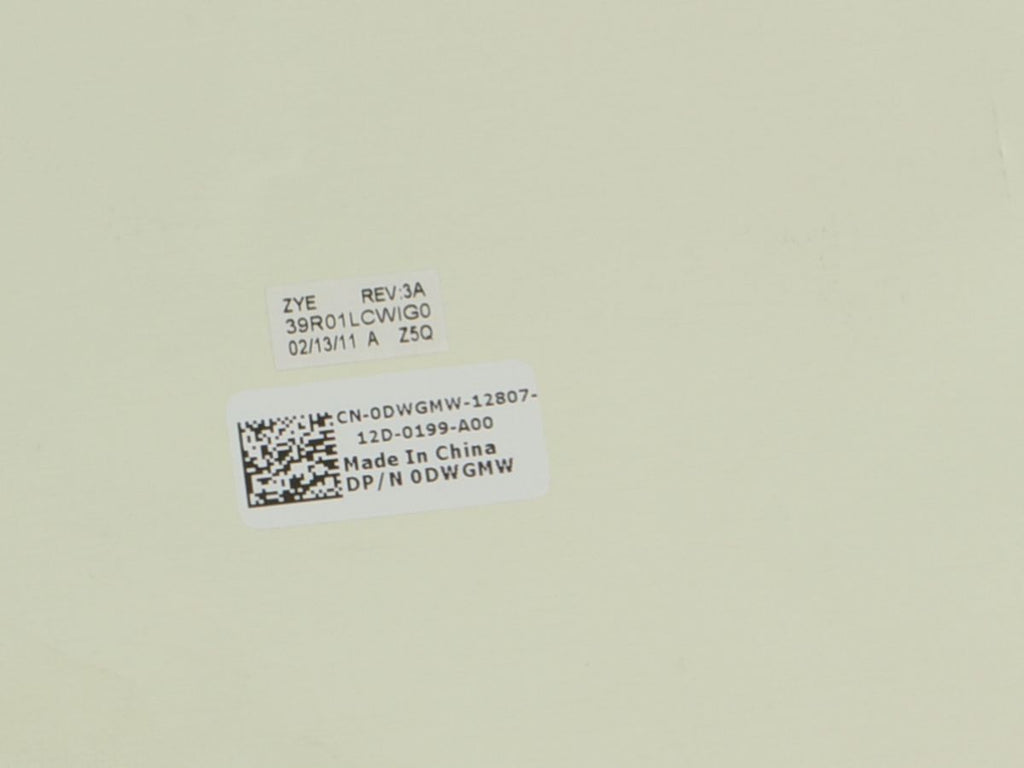 ZYE REV:3A
39R01LCWIG0
02/13/11 A Z5Q
CN-0DWGMW-12807-
12D-0199-A00
Made In China
DP/N 0DWGMW